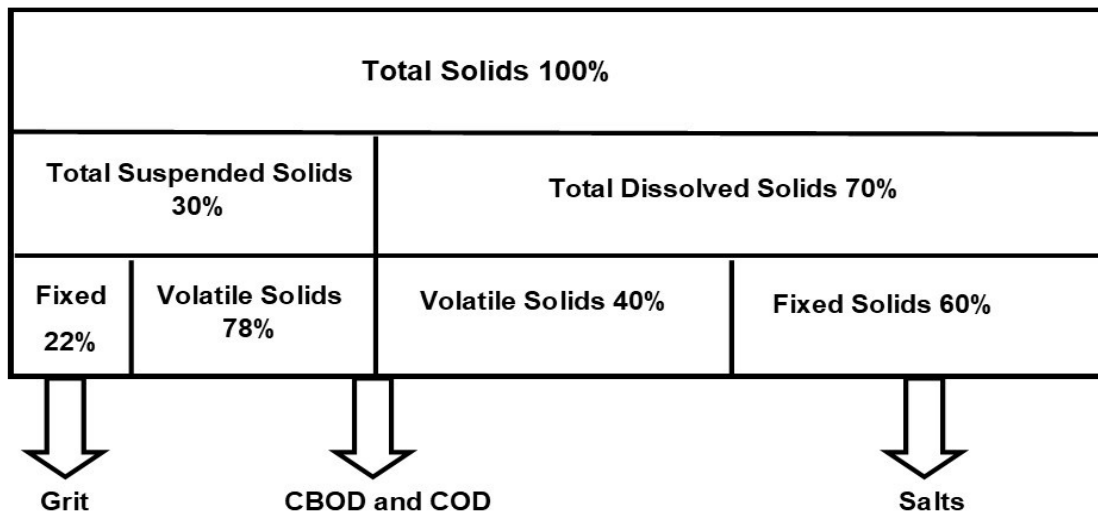 Total Solids 100%
Total Suspended Solids
30%
Total Dissolved Solids 70%
Fixed
22%
Volatile Solids
78%
Volatile Solids 40%
Fixed Solids 60%
Grit
CBOD and COD
Salts